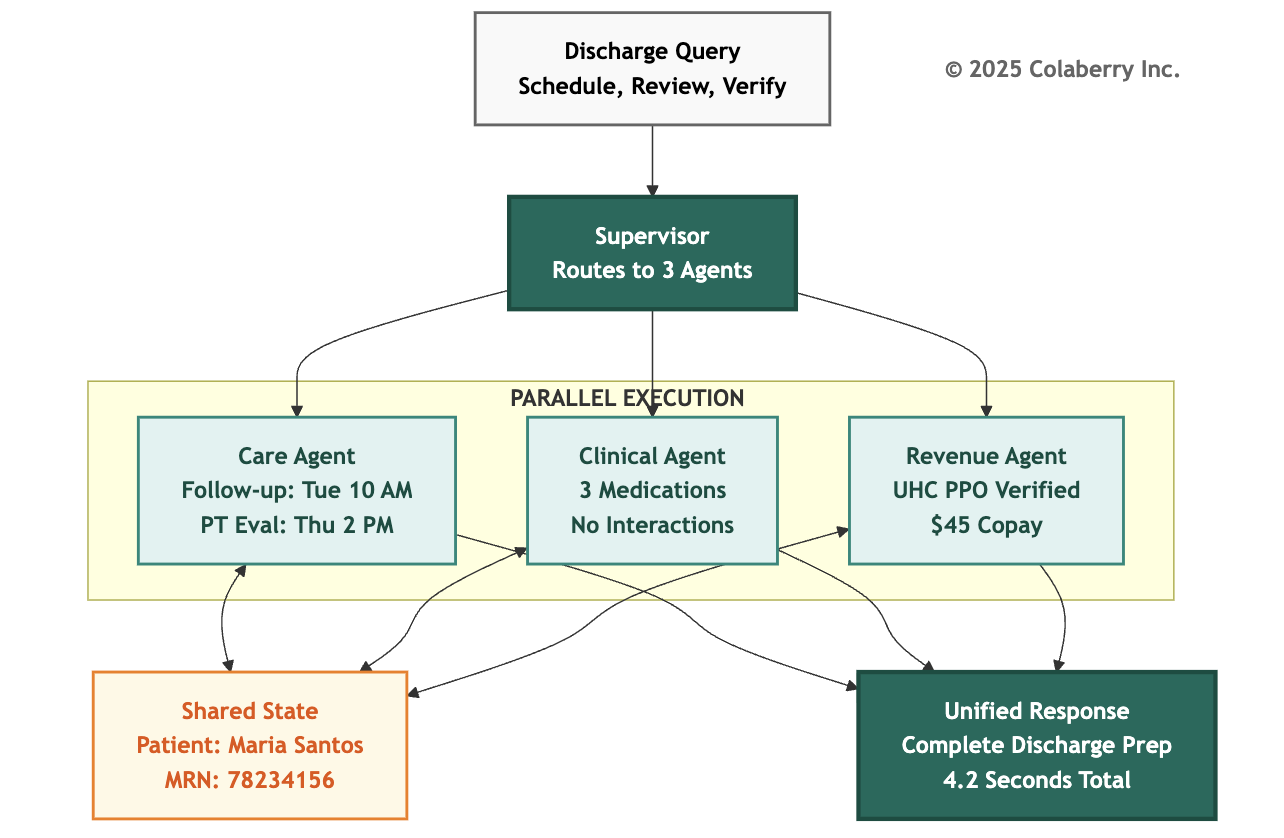 Discharge Query
Schedule, Review, Verify
© 2025 Colaberry Inc.
Supervisor
Routes to 3 Agents
PARALLEL EXECUTION
Care Agent
Follow-up: Tue 10 AM
PT Eval: Thu 2 PM
Clinical Agent
3 Medications
No Interactions
Revenue Agent
UHC PPO Verified
$45 Copay
Shared State
Patient: Maria Santos
MRN: 78234156
Unified Response
Complete Discharge Prep
4.2 Seconds Total